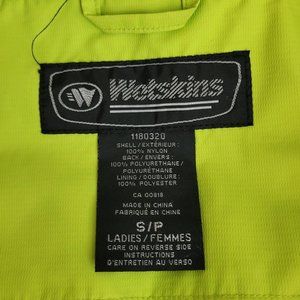 Wetskins
1180320
SHELL/EXTÉRIEUR:
100% NYLON
BACK/ENVERS:
100% POLYURETHANE/
POLYURÉTHANE
LINING/DOUBLURE:
100% POLYESTER
CA 00818
MADE IN CHINA
FABRIQUÉ EN CHINE
S/P
LADIES/FEMMES
CARE ON REVERSE SIDE
INSTRUCTIONS
D'ENTRETIEN AU VERSO